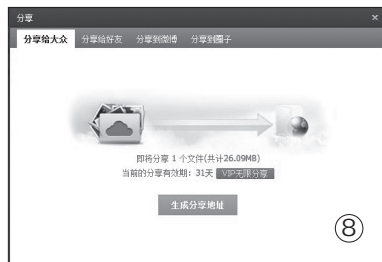 分享
×
分享给大众 分享给好友 分享到微博 分享到圈子
即将分享 1 个文件(共计26.09MB)
当前的分享有效期: 31天 VIP无限分享
生成分享地址
⑧